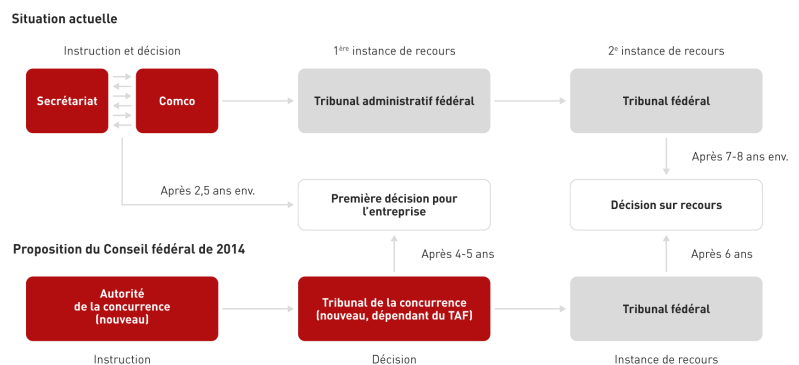 Situation actuelle
Instruction et décision
1ère instance de recours
2e instance de recours
Secrétariat
Comco
Tribunal administratif fédéral
Tribunal fédéral
Après 7-8 ans env.
Après 2,5 ans env.
Première décision pour
l’entreprise
Décision sur recours
Proposition du Conseil fédéral de 2014
Après 4-5 ans
Après 6 ans
Autorité
de la concurrence
(nouveau)
Tribunal de la concurrence
(nouveau, dépendant du TAF)
Tribunal fédéral
Instruction
Décision
Instance de recours